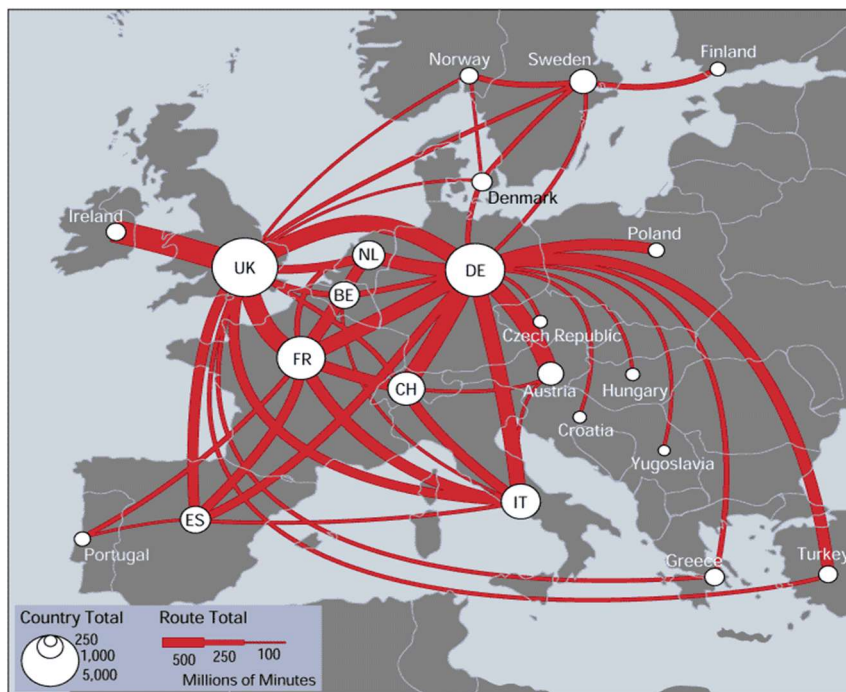 Norway
Sweden
Finland
Denmark
Ireland
UK
NL
DE
Poland
BE
Czech Republic
FR
CH
Austria
Hungary
Croatia
Yugoslavia
IT
ES
Portugal
Greece
Turkey
Country Total
250
1,000
5,000
Route Total
500 250 100
Millions of Minutes